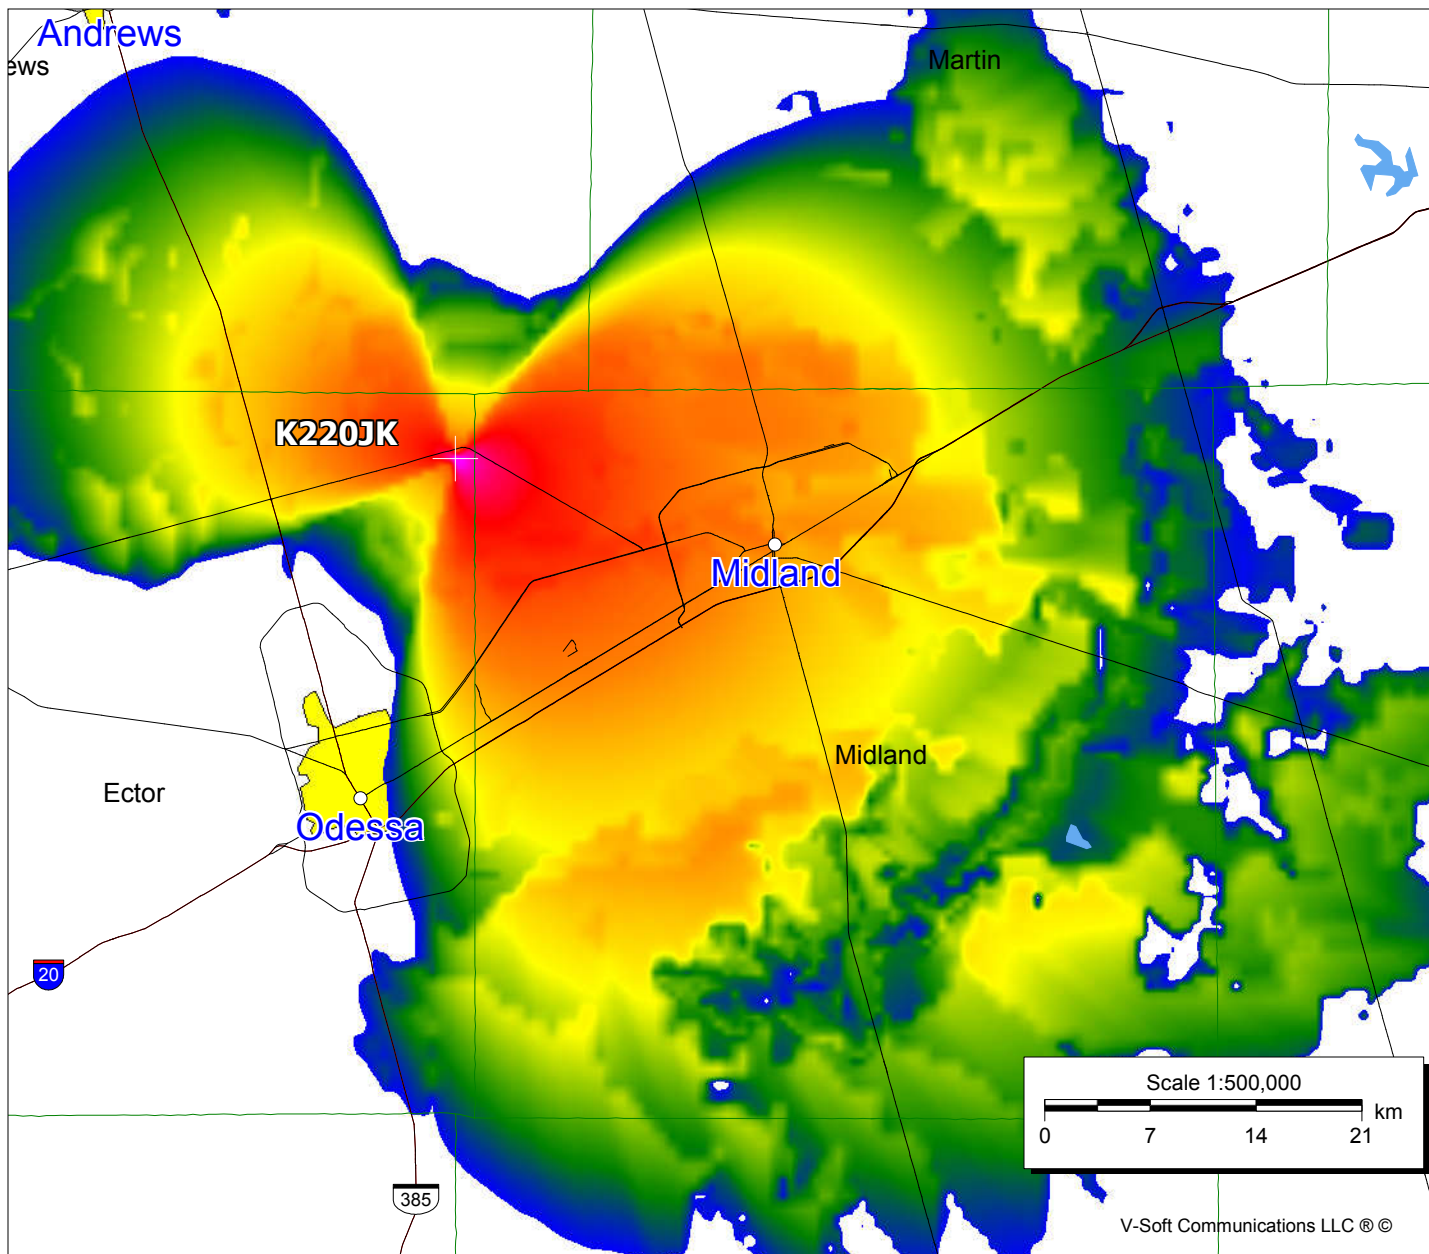 Andrews
ews
Martin
K220JK
Midland
Midland
Ector
Odessa
20
385
Scale 1:500,000
km
0 7 14 21
V-Soft Communications LLC ® ©